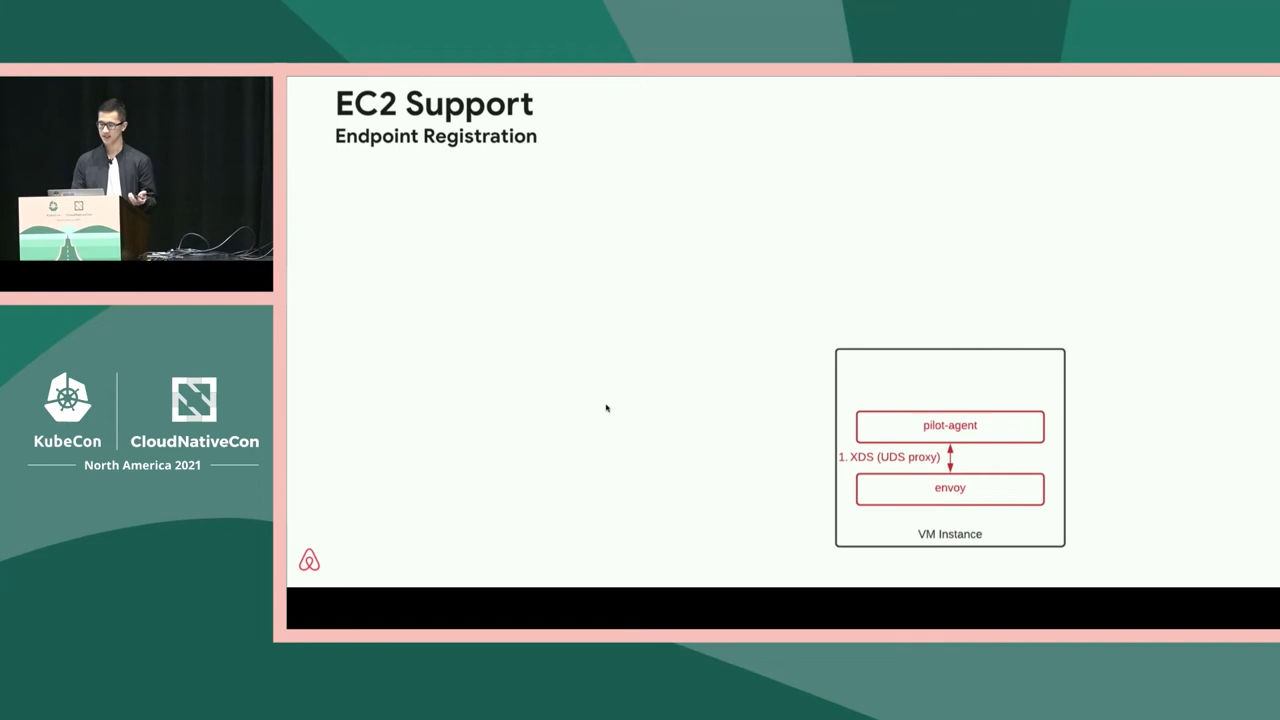 EC2 Support
Endpoint Registration
pilot-agent
1. XDS (UDS proxy)
envoy
VM Instance
KubeCon
CloudNativeCon
North America 2021